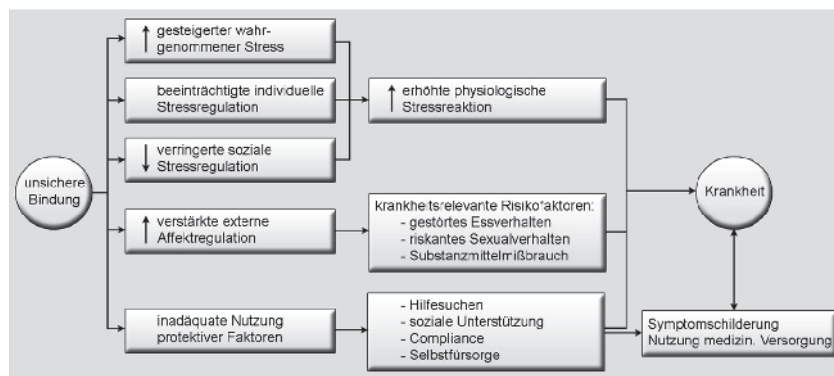 unsichere
Bindung
↑ gesteigerter wahr-
genommener Stress
beeinträchtigte individuelle
Stressregulation
↓ verringerte soziale
Stressregulation
↑ verstärkte externe
Affektregulation
inadäquate Nutzung
protektiver Faktoren
↑ erhöhte physiologische
Stressreaktion
krankheitsrelevante Risikofaktoren:
- gestörtes Essverhalten
- riskantes Sexualverhalten
- Substanzmittelmißbrauch
- Hilfesuchen
- soziale Unterstützung
- Compliance
- Selbstfürsorge
Krankheit
Symptomschilderung
Nutzung medizin. Versorgung